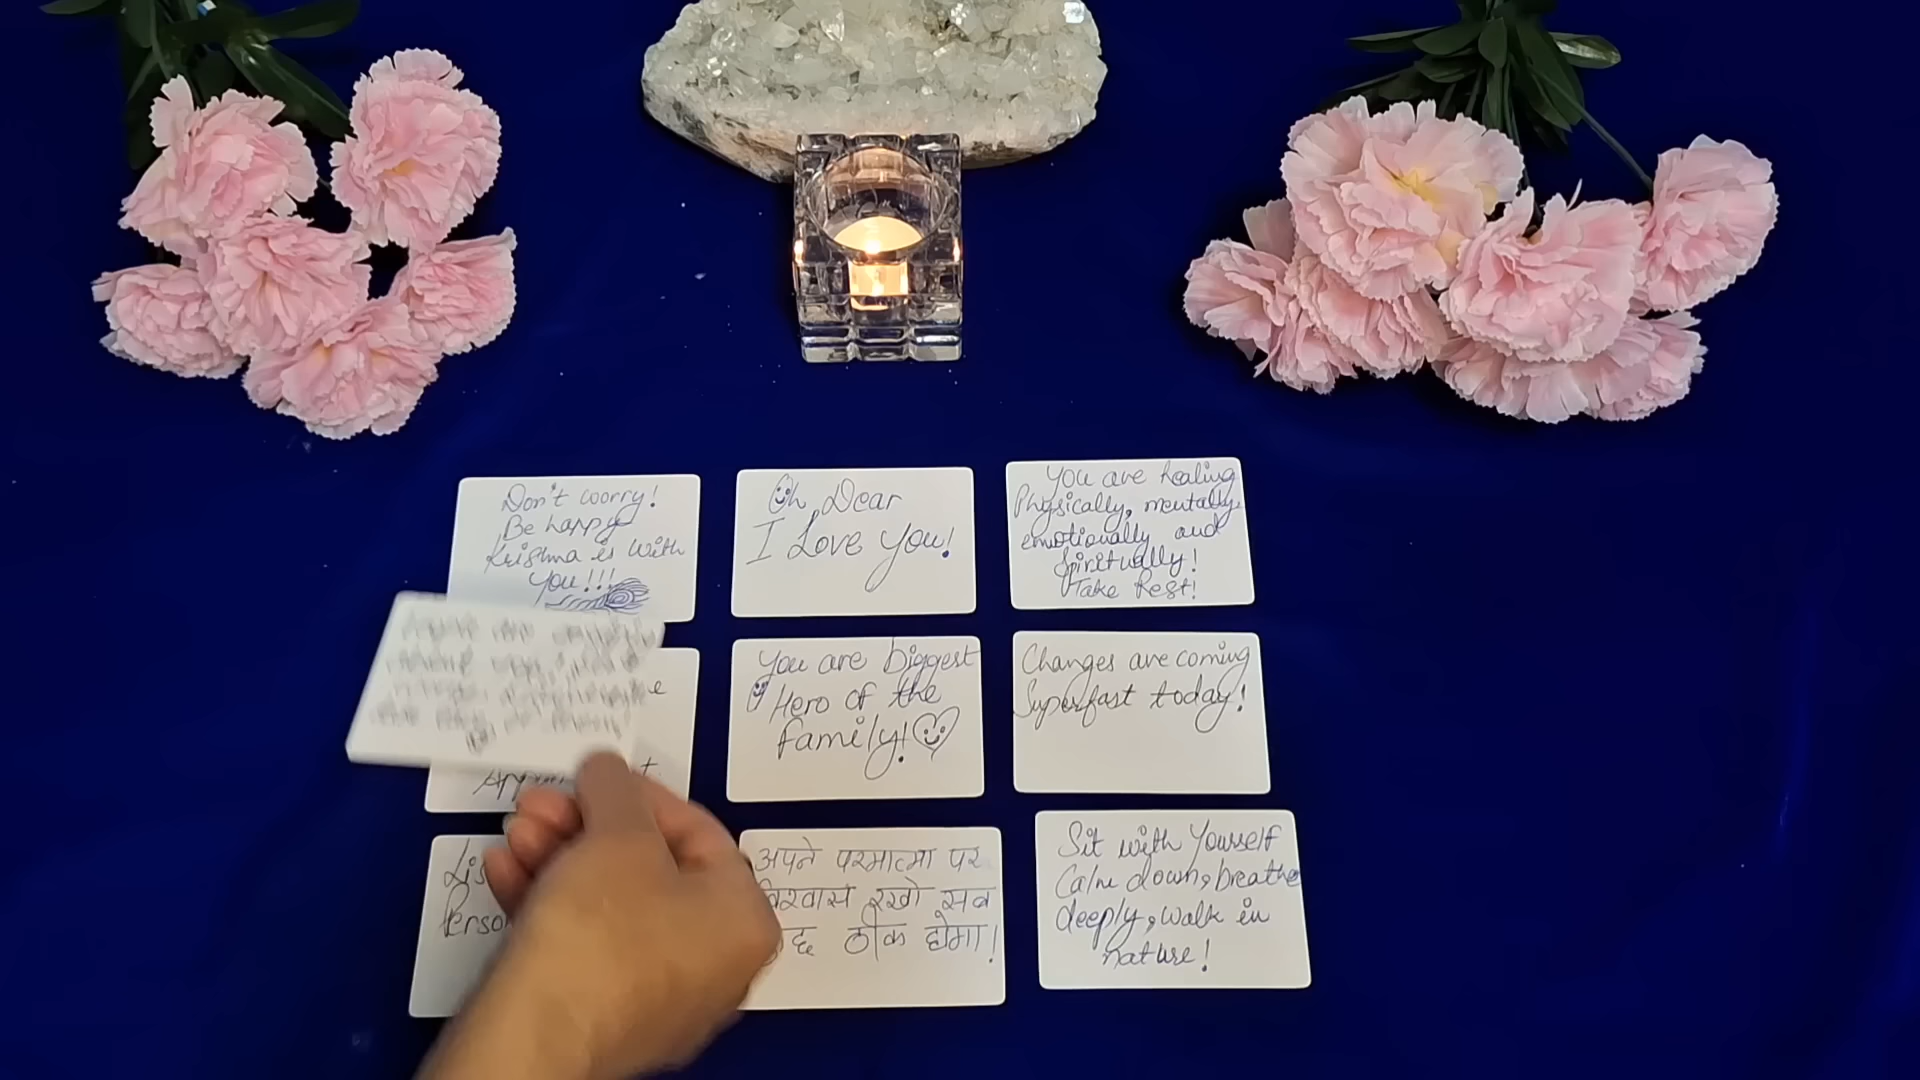 Don't worry!
Be happy
Krishna is with
you!!!
Oh, Dear
I Love you!
You are healing
Physically, mentally,
emotionally and
Spiritually!
Take Rest!
e
You are biggest
Hero of the
family!
Changes are coming
Superfast today!
Lis
Person
अपने परमात्मा पर
विश्वास रखो सब
कुछ ठीक होगा!
Sit with Yourself
Calm down, breathe
deeply, walk in
nature!